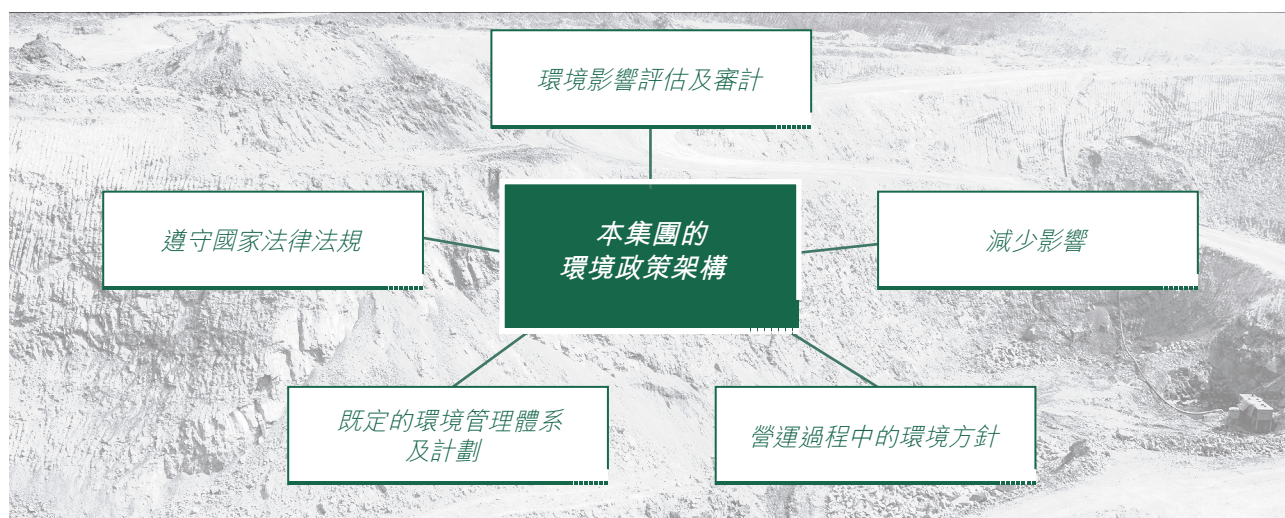 環境影響評估及審計
遵守國家法律法規
本集團的
環境政策架構
減少影響
既定的環境管理體系
及計劃
營運過程中的環境方針